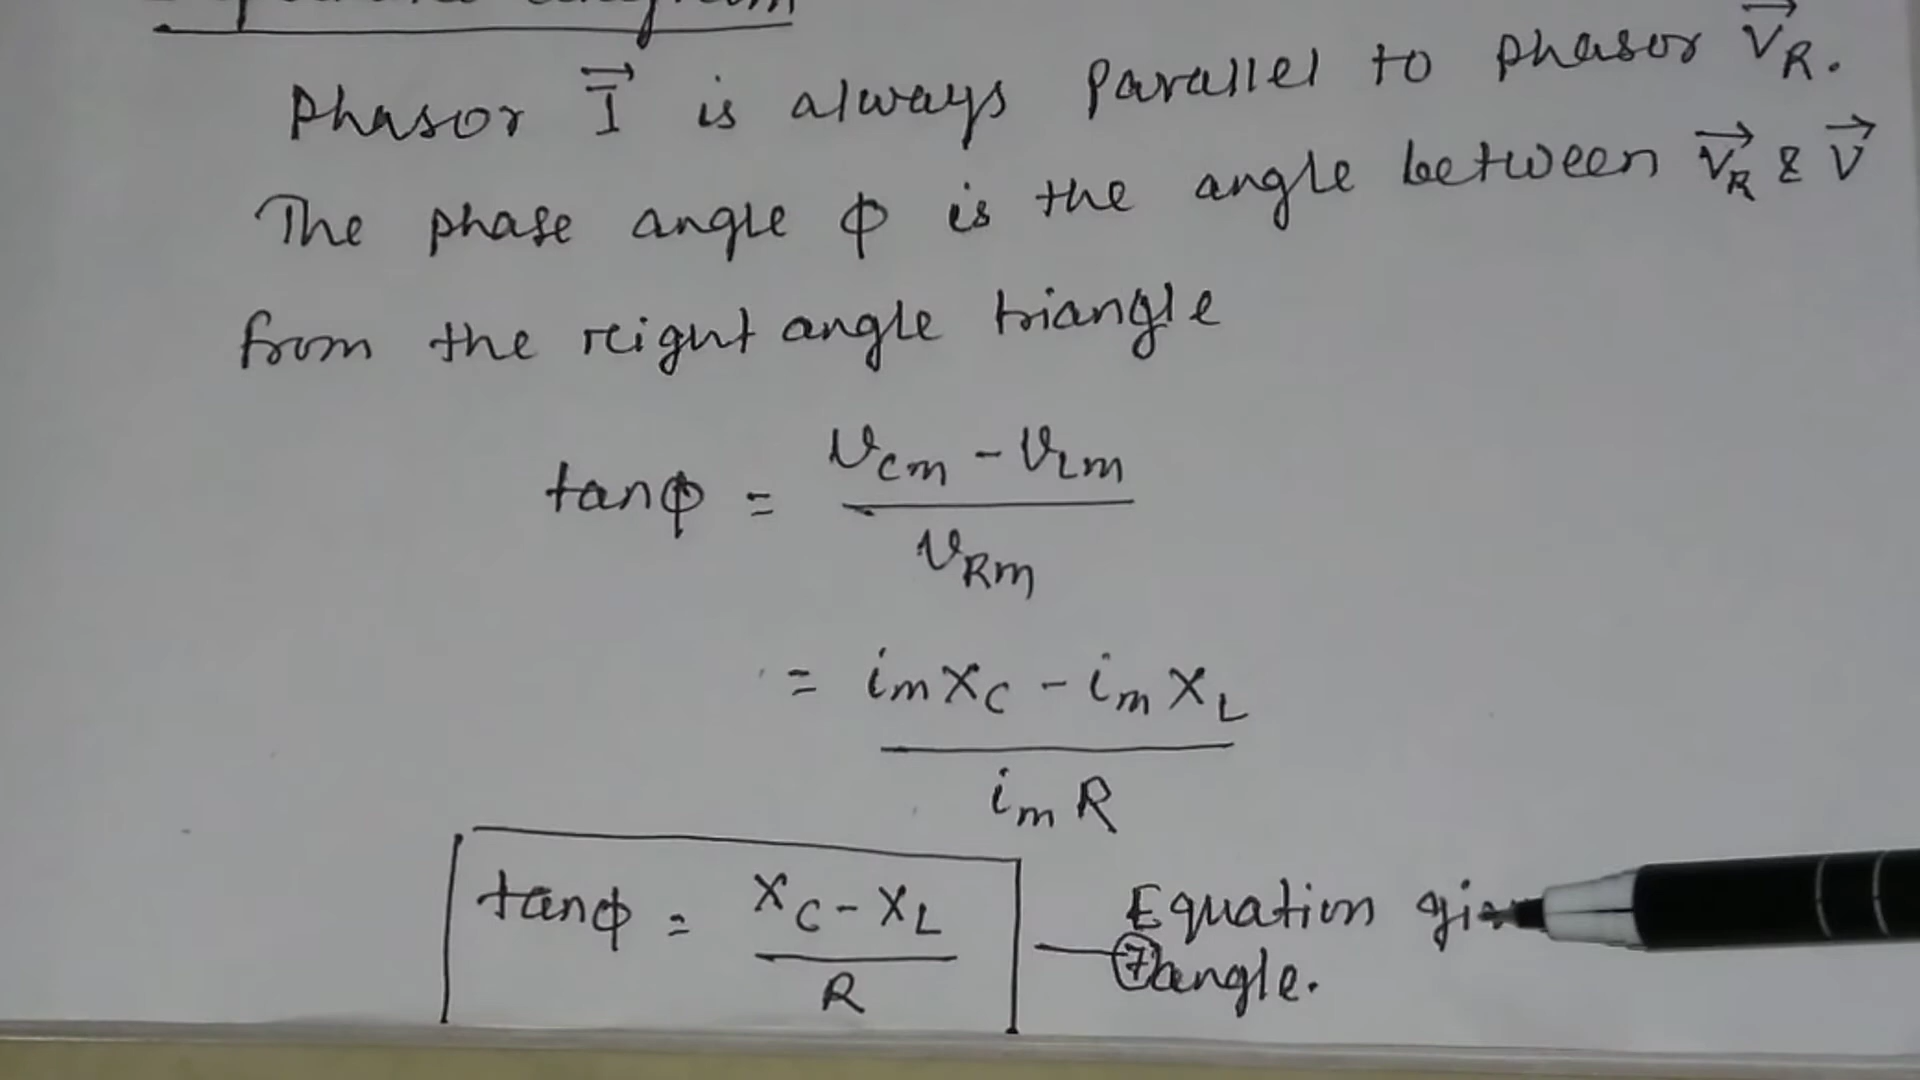 Phasor I⃗ is always parallel to phasor V⃗R.
The phase angle φ is the angle between V⃗R & V⃗
from the reight angle triangle
tanφ = (vCm - vLm) / vRm
= (imXC - imXL) / imR
tanφ = (XC - XL) / R — (7)
Equation
angle.